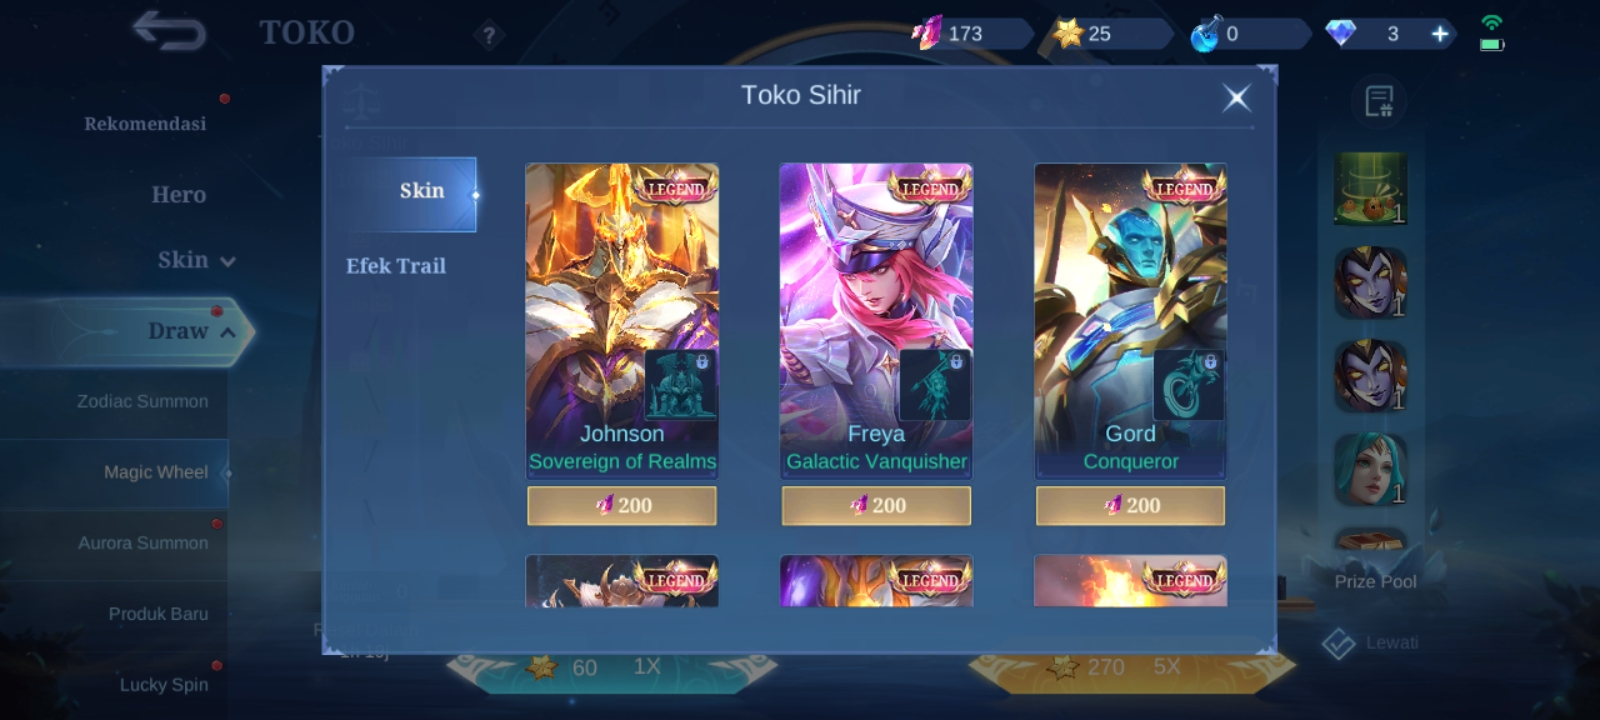 TOKO
?
173
25
0
3
Toko Sihir
Rekomendasi
Hero
Skin
Draw
Zodiac Summon
Magic Wheel
Aurora Summon
Produk Baru
Lucky Spin
Skin
Efek Trail
LEGEND
LEGEND
LEGEND
Johnson
Sovereign of Realms
200
Freya
Galactic Vanquisher
200
Gord
Conqueror
200
LEGEND
LEGEND
LEGEND
1
1
1
1
Prize Pool
Lewati
60 1X
270 5X